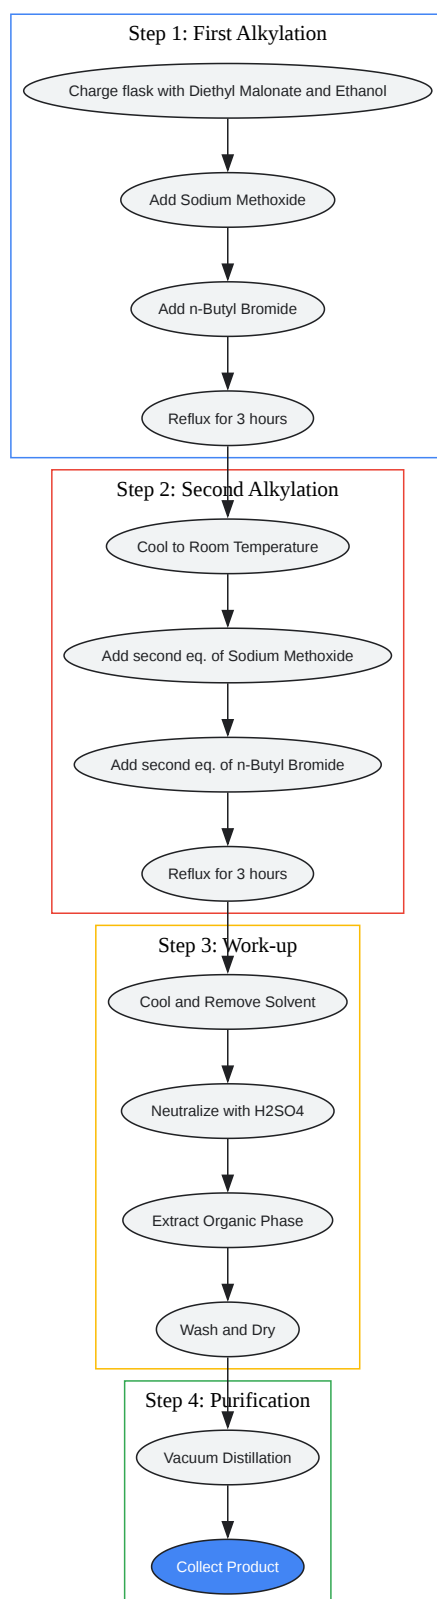 Step 1: First Alkylation
Charge flask with Diethyl Malonate and Ethanol
Add Sodium Methoxide
Add n-Butyl Bromide
Reflux for 3 hours
Step 2: Second Alkylation
Cool to Room Temperature
Add second eq. of Sodium Methoxide
Add second eq. of n-Butyl Bromide
Reflux for 3 hours
Step 3: Work-up
Cool and Remove Solvent
Neutralize with H2SO4
Extract Organic Phase
Wash and Dry
Step 4: Purification
Vacuum Distillation
Collect Product